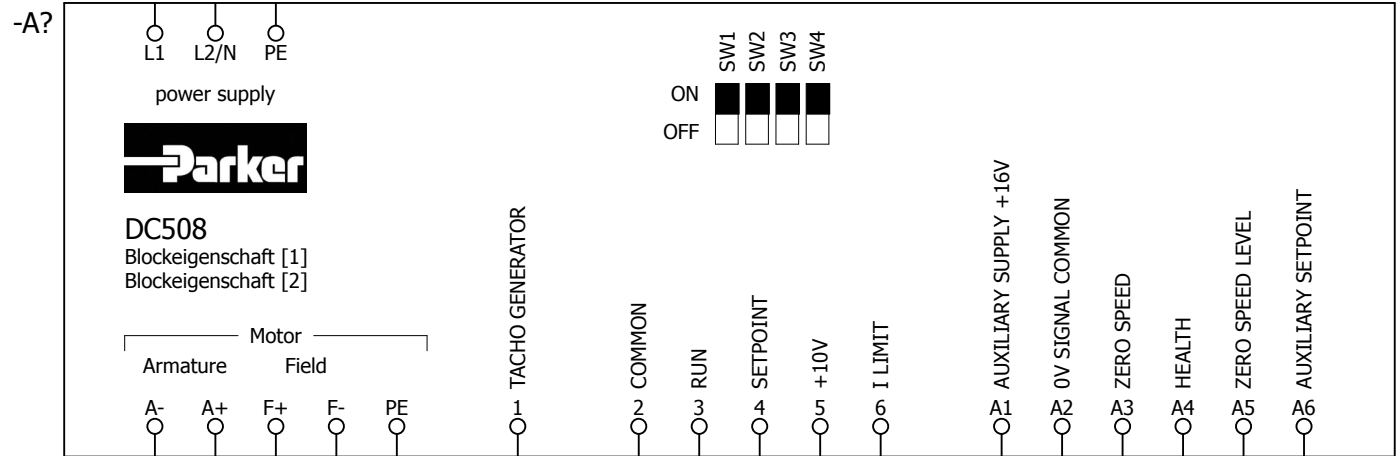 -A?
L1 L2/N PE
power supply
SW1 SW2 SW3 SW4
ON
OFF
Parker
DC508
Blockeigenschaft [1]
Blockeigenschaft [2]
Motor
Armature Field
A- A+ F+ F- PE
TACHO GENERATOR
COMMON
RUN
SETPOINT
+10V
I LIMIT
AUXILIARY SUPPLY +16V
0V SIGNAL COMMON
ZERO SPEED
HEALTH
ZERO SPEED LEVEL
AUXILIARY SETPOINT
1 2 3 4 5 6 A1 A2 A3 A4 A5 A6